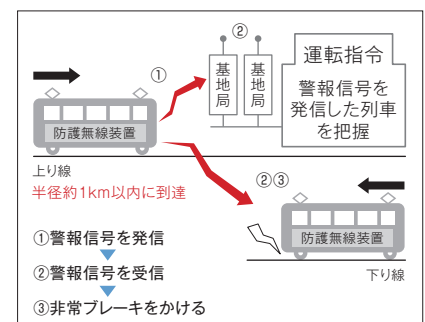 ①
②
基地局
基地局
運転指令
警報信号を
発信した列車
を把握
防護無線装置
上り線
半径約1km以内に到達
②③
防護無線装置
下り線
①警報信号を発信
②警報信号を受信
③非常ブレーキをかける